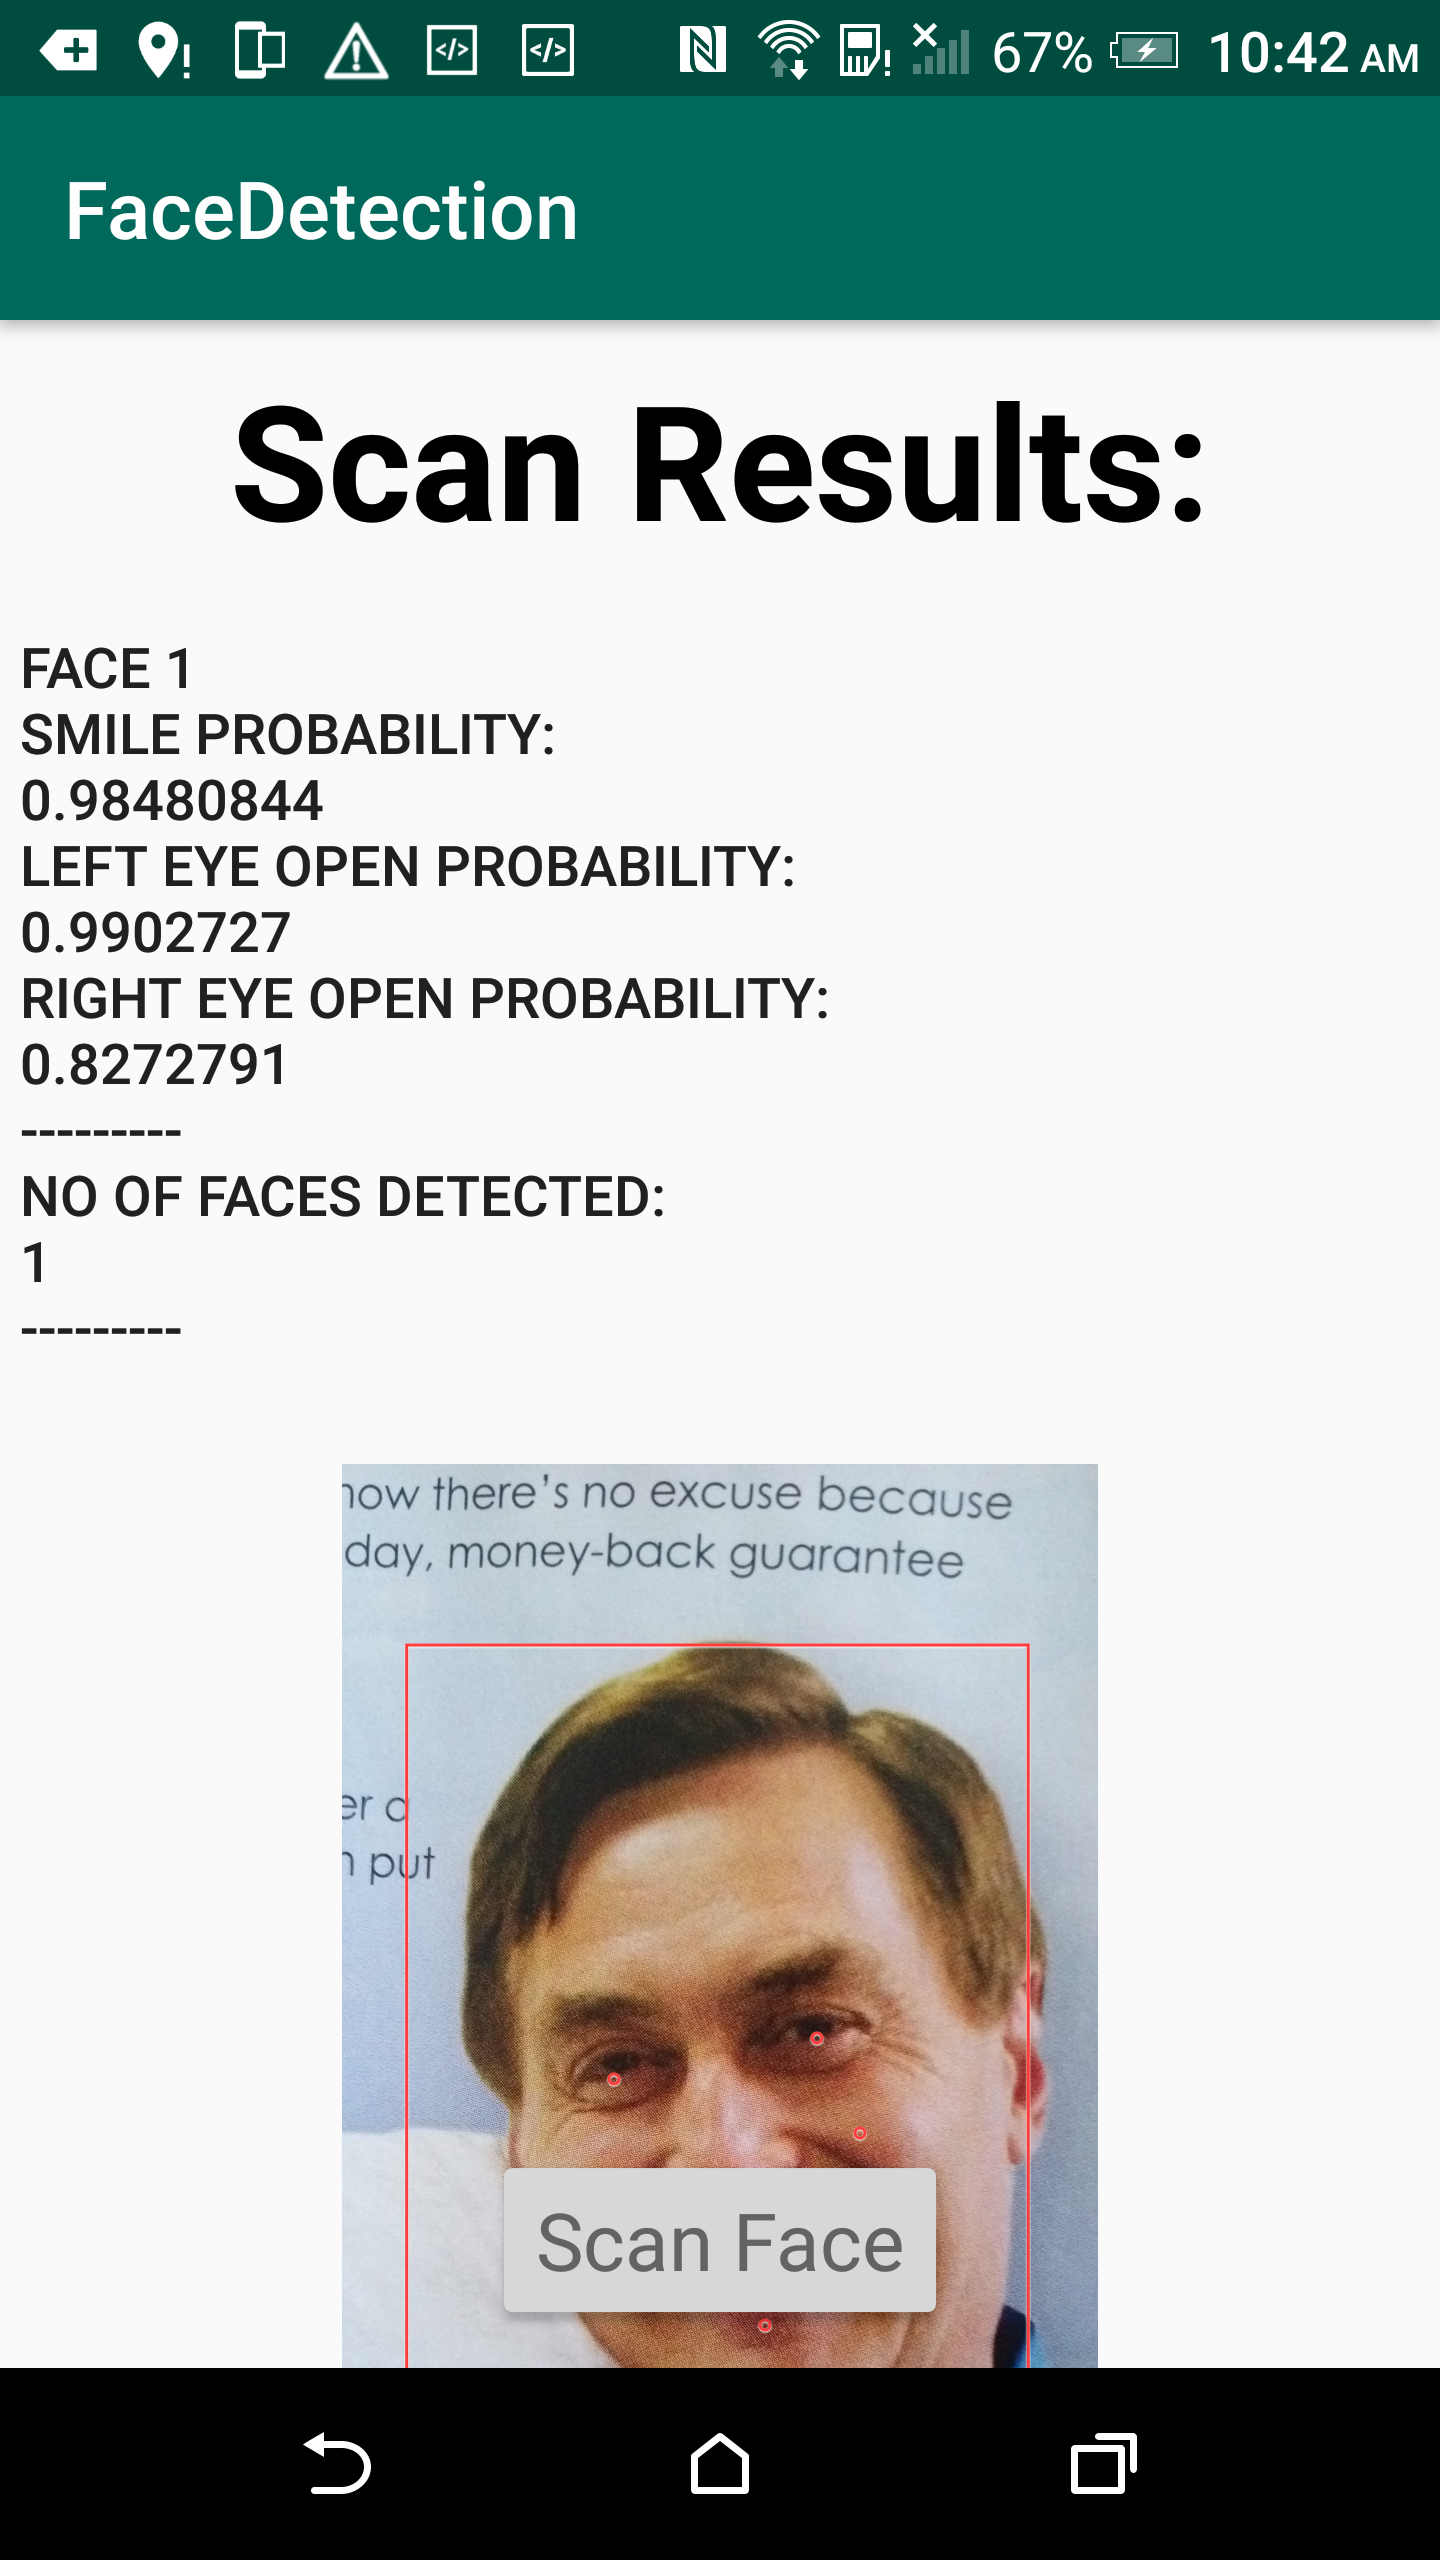 67% 10:42 AM
FaceDetection
Scan Results:
FACE 1
SMILE PROBABILITY:
0.98480844
LEFT EYE OPEN PROBABILITY:
0.9902727
RIGHT EYE OPEN PROBABILITY:
0.8272791
---------
NO OF FACES DETECTED:
1
---------
now there's no excuse because
day, money-back guarantee
er a
put
Scan Face